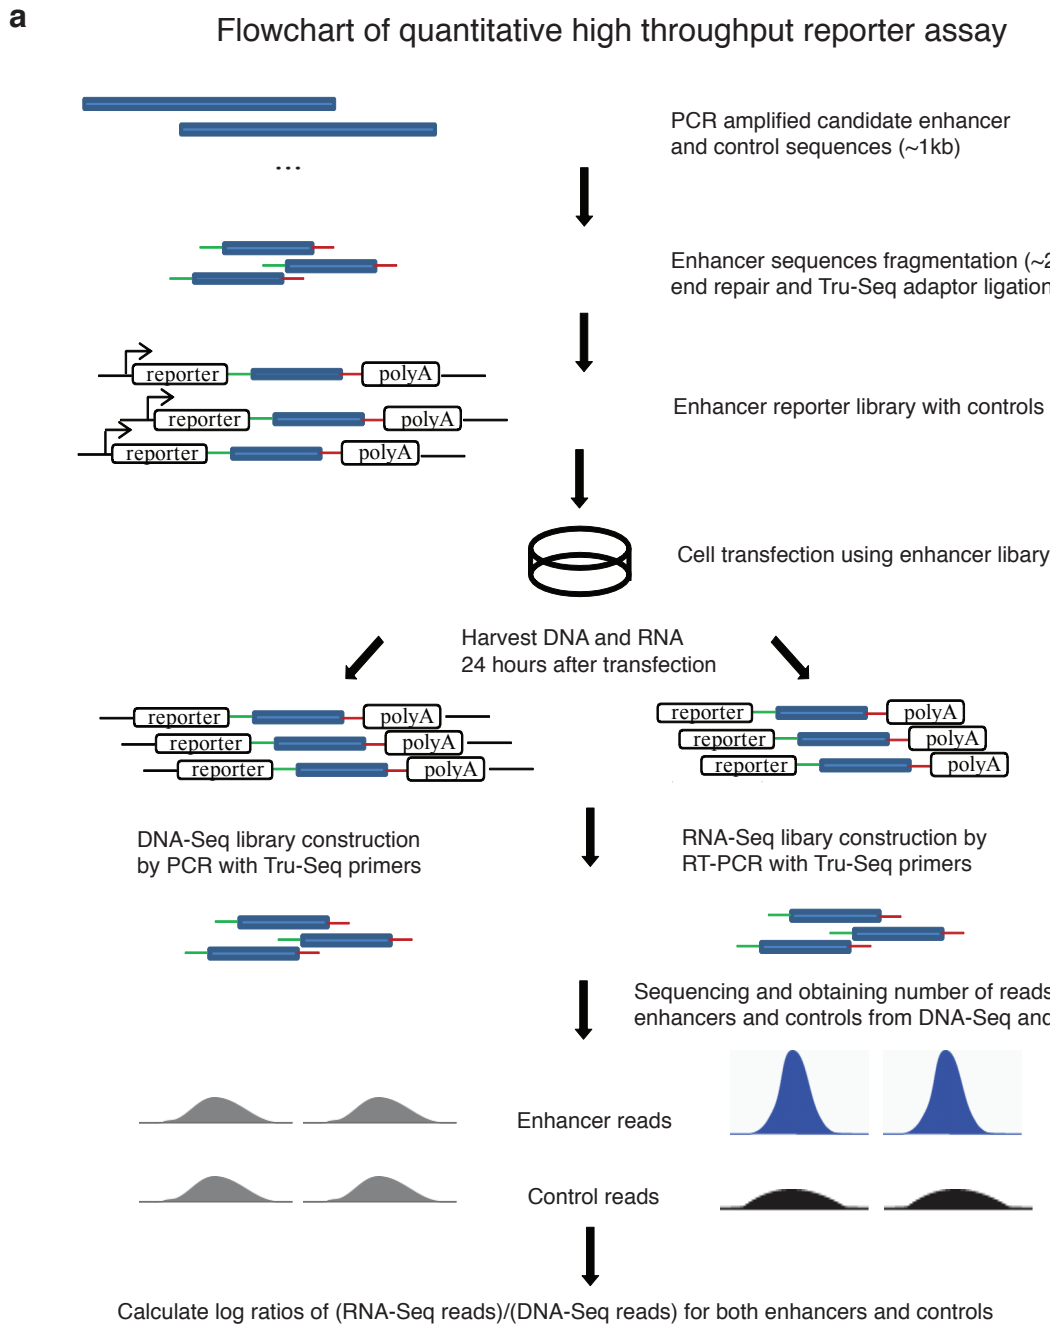 a
Flowchart of quantitative high throughput reporter assay
PCR amplified candidate enhancer
and control sequences (~1kb)
...
Enhancer sequences fragmentation (~2
end repair and Tru-Seq adaptor ligation
reporter polyA
reporter polyA
reporter polyA
Enhancer reporter library with controls
Cell transfection using enhancer libary
Harvest DNA and RNA
24 hours after transfection
reporter polyA
reporter polyA
reporter polyA
reporter polyA
reporter polyA
reporter polyA
DNA-Seq library construction
by PCR with Tru-Seq primers
RNA-Seq libary construction by
RT-PCR with Tru-Seq primers
Sequencing and obtaining number of reads
enhancers and controls from DNA-Seq and
Enhancer reads
Control reads
Calculate log ratios of (RNA-Seq reads)/(DNA-Seq reads) for both enhancers and controls